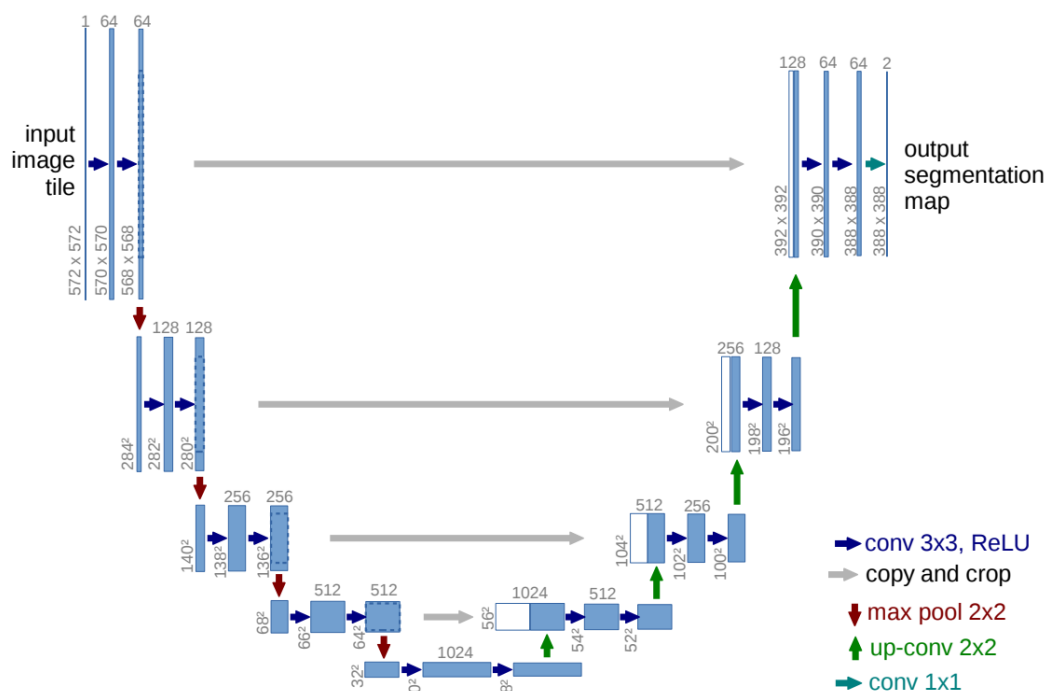 1
64
64
input
image
tile
572 x 572
570 x 570
568 x 568
128
64
64
2
392 x 392
390 x 390
388 x 388
388 x 388
output
segmentation
map
128
128
284²
282²
280²
256
128
200²
198²
196²
256
256
140²
138²
136²
512
256
104²
102²
100²
512
512
68²
66²
64²
1024
512
56²
54²
52²
1024
32²
conv 3x3, ReLU
copy and crop
max pool 2x2
up-conv 2x2
conv 1x1